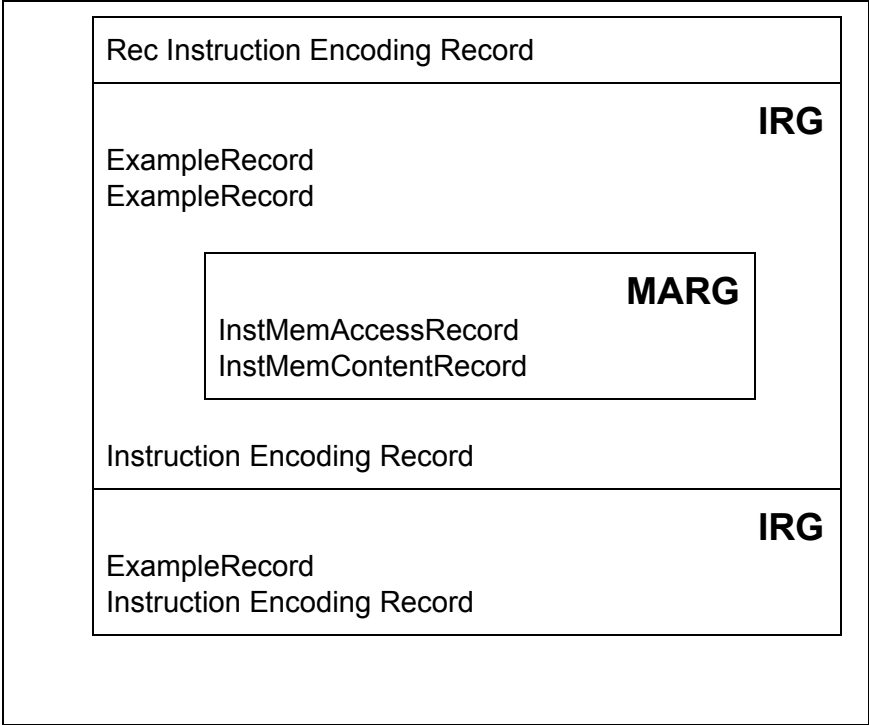 Rec Instruction Encoding Record
IRG
ExampleRecord
ExampleRecord
MARG
InstMemAccessRecord
InstMemContentRecord
Instruction Encoding Record
IRG
ExampleRecord
Instruction Encoding Record